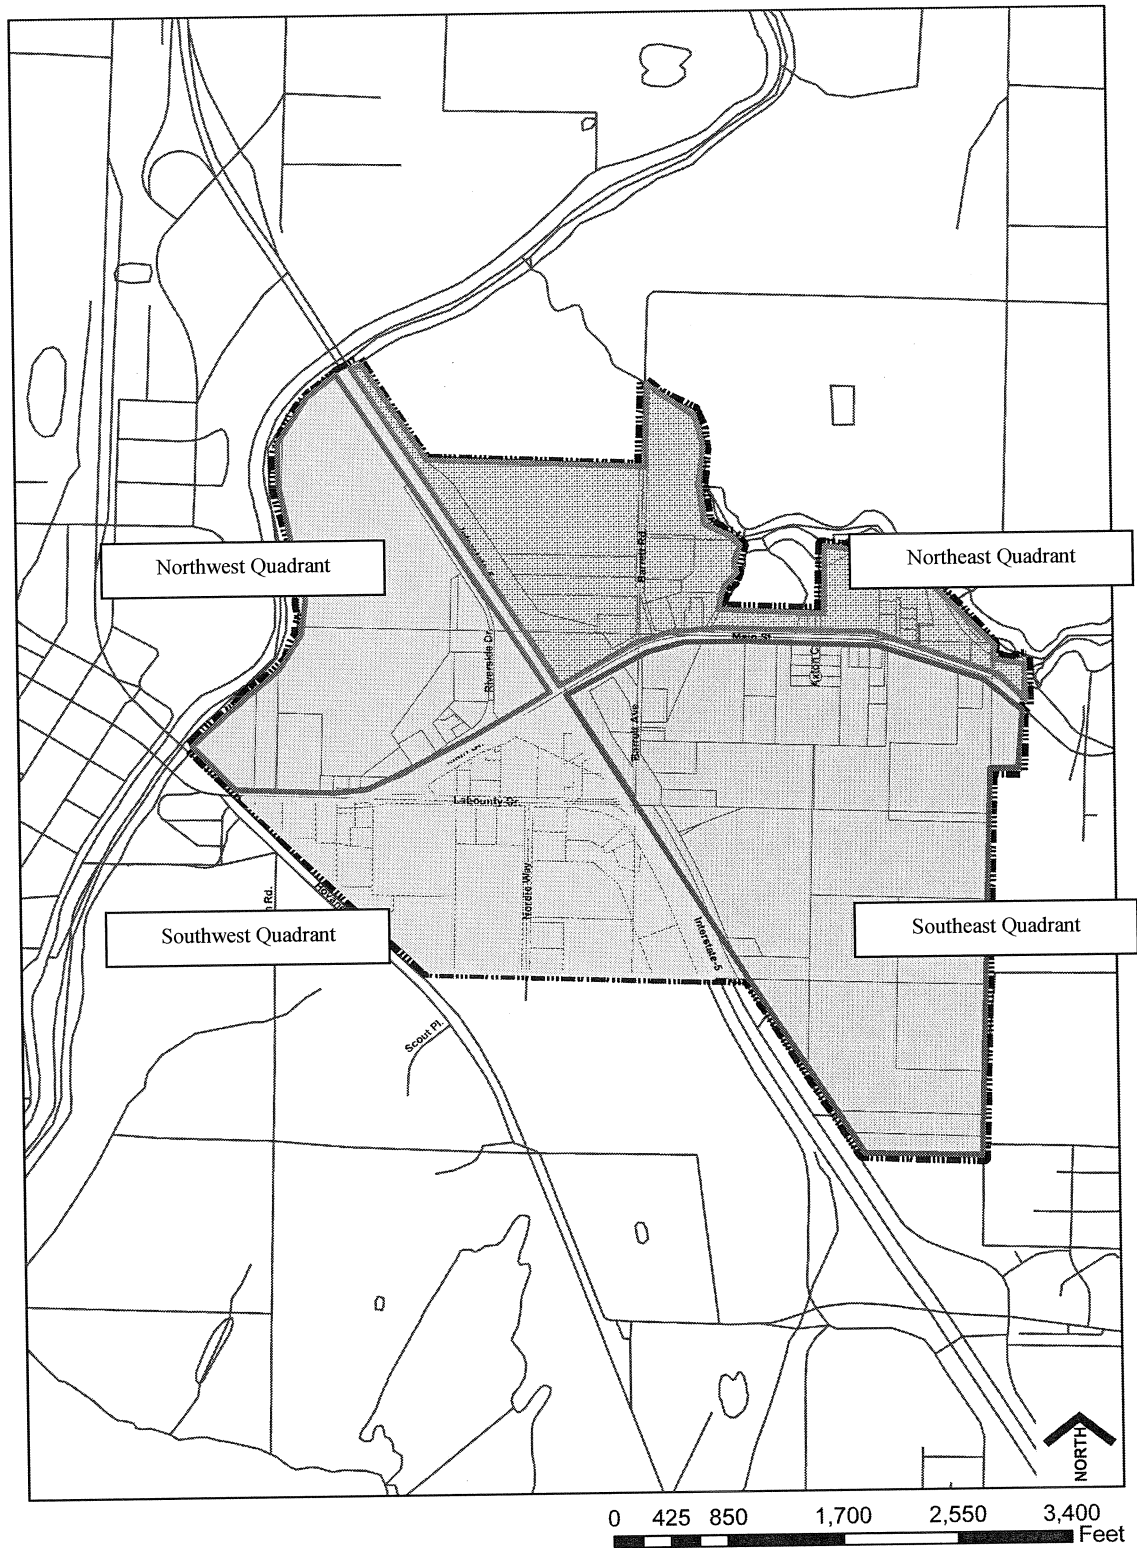 Northwest Quadrant
Northeast Quadrant
Barrett Rd.
Main St.
Riverside Dr.
Axton C
Barrett Ave.
Labounty Dr.
Nordic Way
Rd.
Southwest Quadrant
Southeast Quadrant
Interstate-5
Scout Pl.
NORTH
0 425 850 1,700 2,550 3,400
Feet